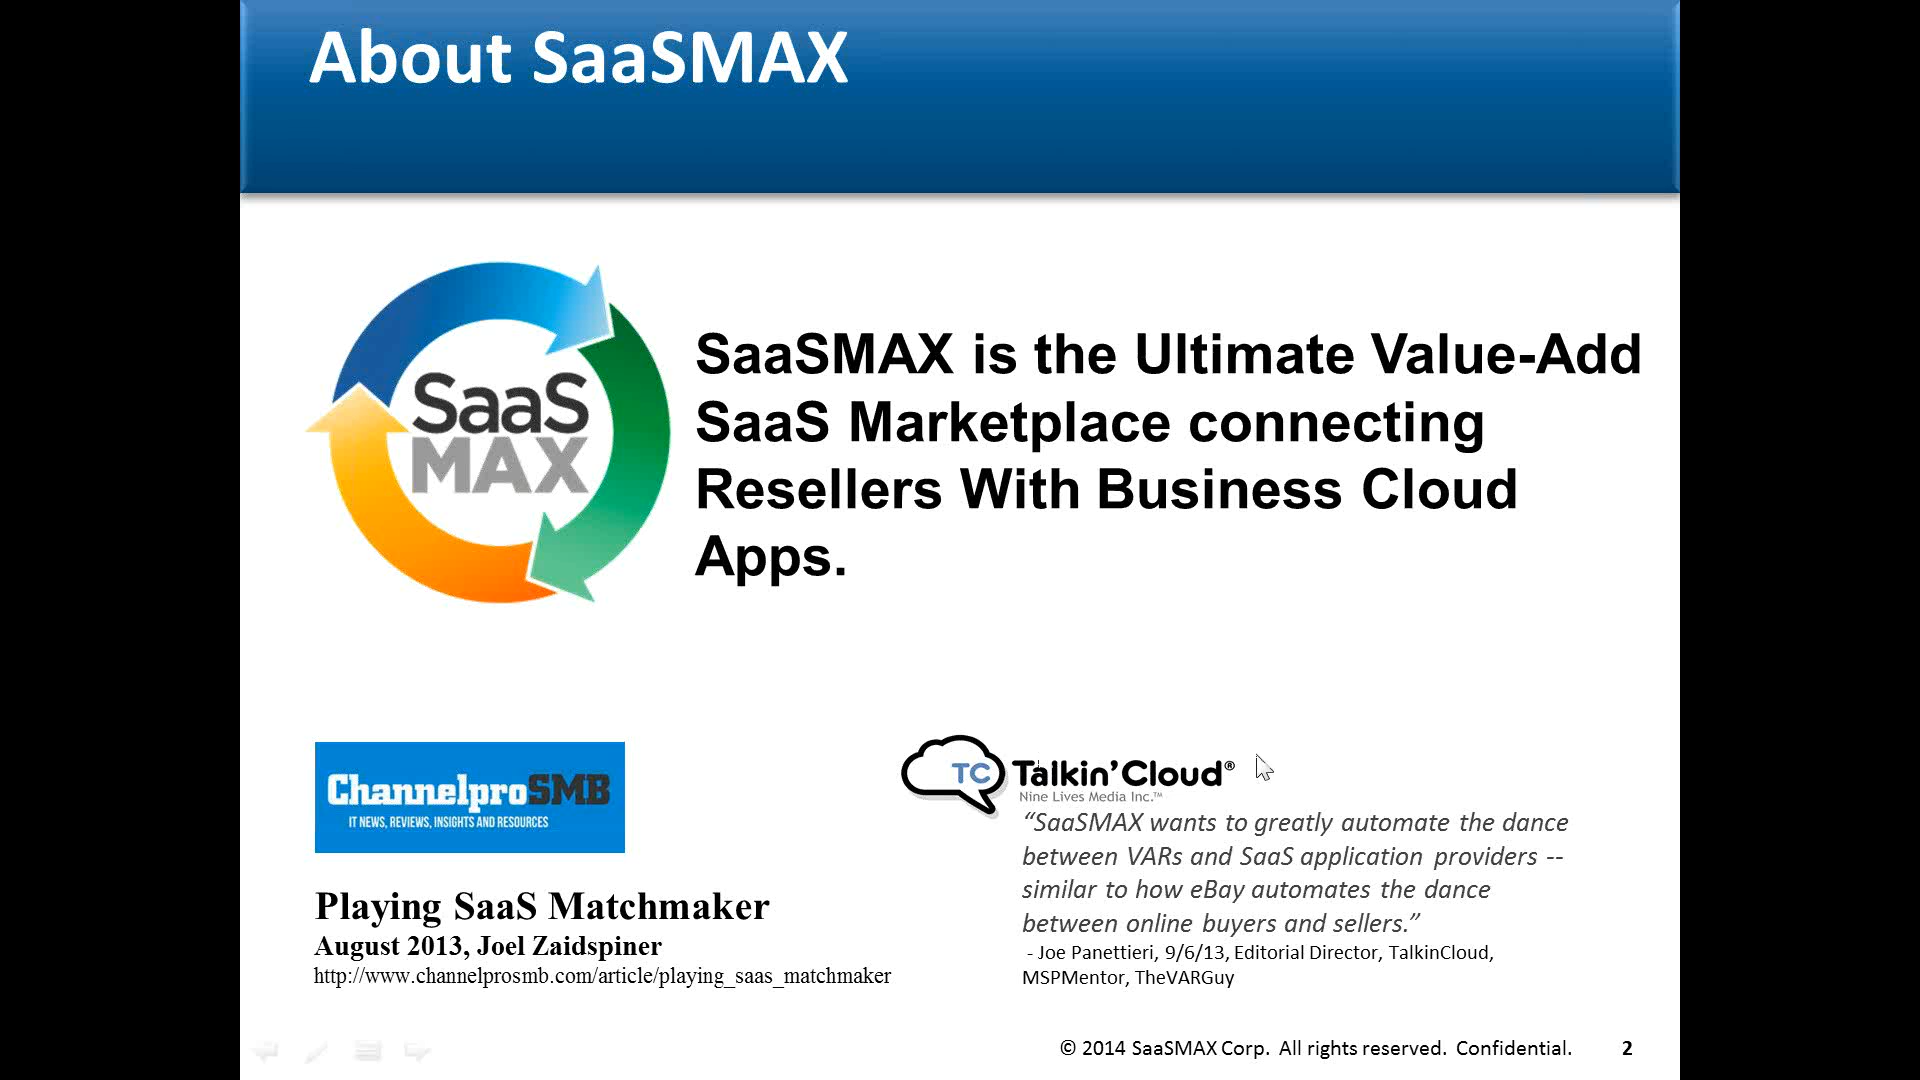 About SaaSMAX
SaaS
MAX
SaaSMAX is the Ultimate Value-Add
SaaS Marketplace connecting
Resellers With Business Cloud
Apps.
ChannelproSMB
IT NEWS, REVIEWS, INSIGHTS AND RESOURCES
Playing SaaS Matchmaker
August 2013, Joel Zaidspiner
http://www.channelprosmb.com/article/playing_saas_matchmaker
TC
Talkin'Cloud®
Nine Lives Media Inc.™
“SaaSMAX wants to greatly automate the dance
between VARs and SaaS application providers --
similar to how eBay automates the dance
between online buyers and sellers.”
- Joe Panettieri, 9/6/13, Editorial Director, TalkinCloud,
MSPMentor, TheVARGuy
© 2014 SaaSMAX Corp. All rights reserved. Confidential. 2